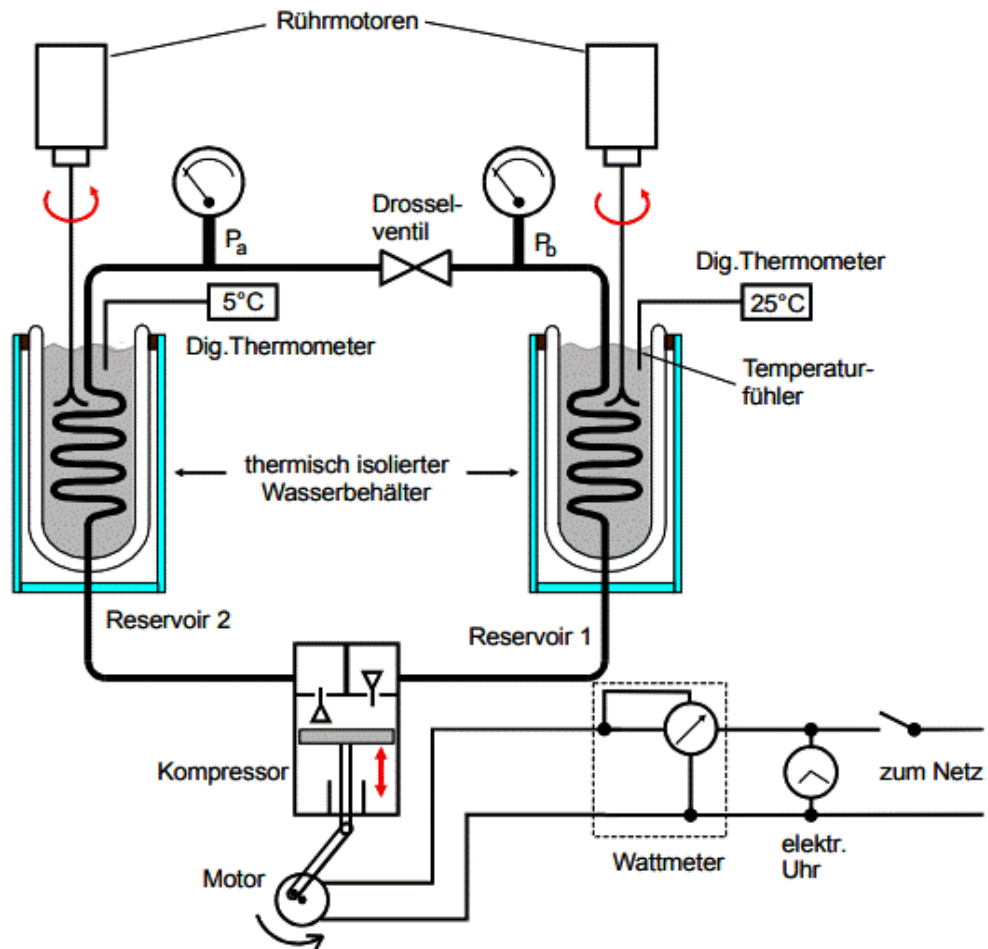 Rührmotoren
Pa
Drossel-
ventil
Pb
Dig.Thermometer
5°C
25°C
Dig.Thermometer
Temperatur-
fühler
thermisch isolierter
Wasserbehälter
Reservoir 2
Reservoir 1
Kompressor
zum Netz
Motor
Wattmeter
elektr.
Uhr